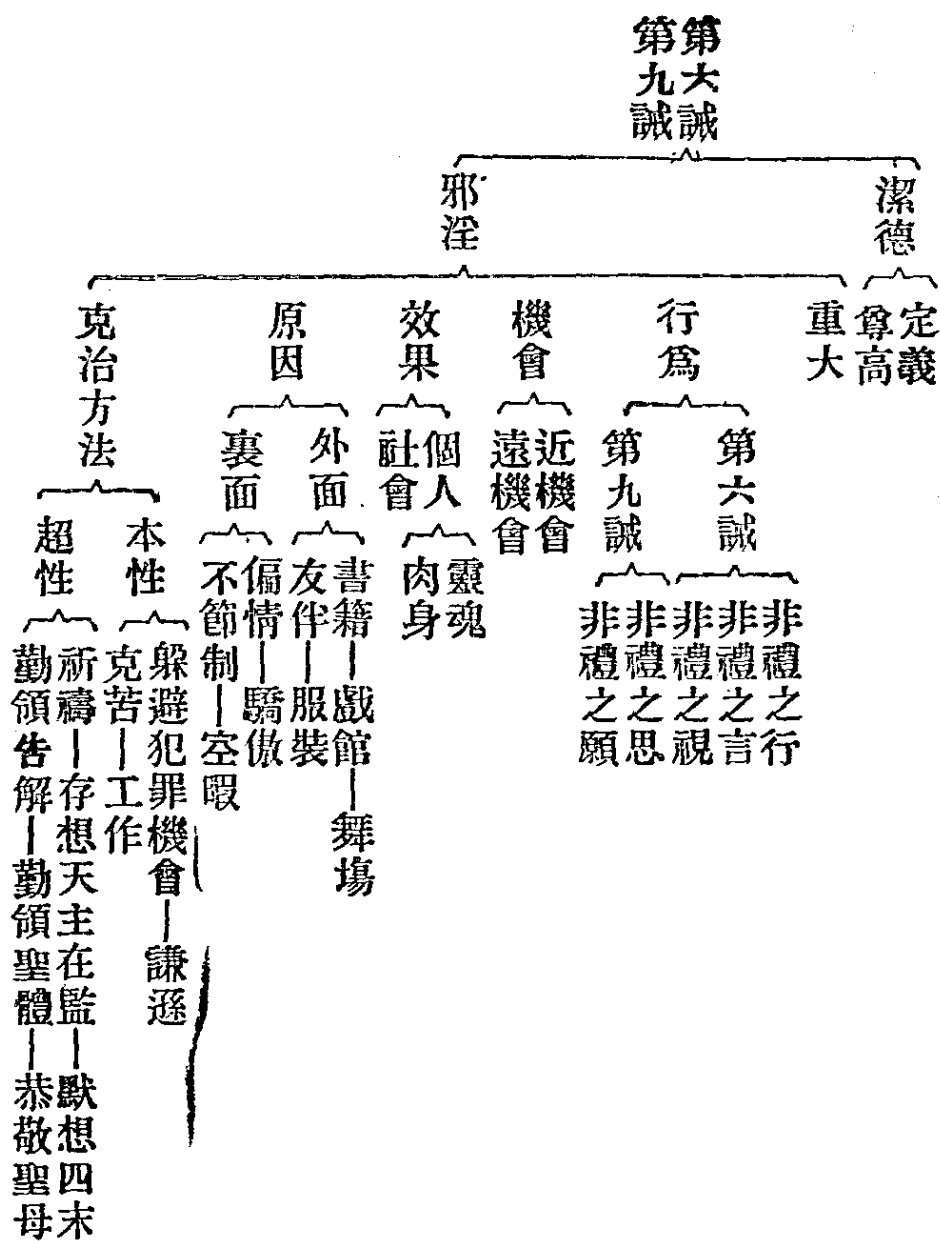 第六誡
第九誡
潔德
邪淫
定義
尊高
重大
行爲
機會
效果
原因
克治方法
第六誡
第九誡
近機會
遠機會
個人
社會
外面
裏面
本性
超性
非禮之行
非禮之言
非禮之視
非禮之思
非禮之願
靈魂
肉身
書籍—戲館—舞塲
友伴—服裝
偏情—驕傲
不節制—空暇
躲避犯罪機會—謙遜
克苦—工作
祈禱—存想天主在監—默想四末
勤領告解—勤領聖體—恭敬聖母